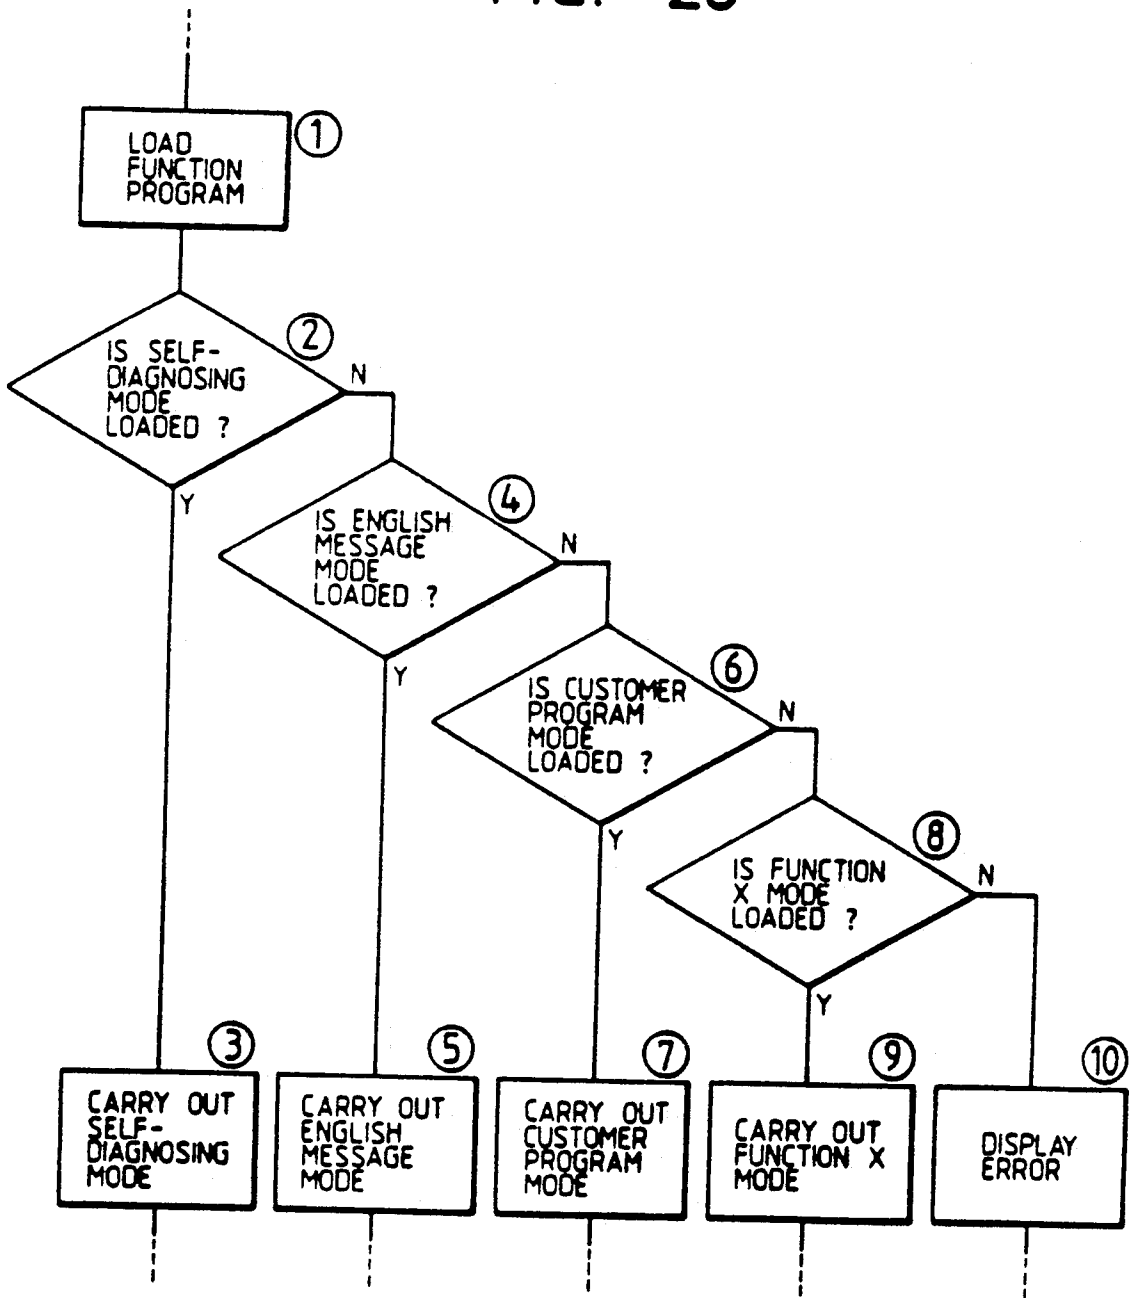 ①
LOAD
FUNCTION
PROGRAM
②
IS SELF-
DIAGNOSING
MODE
LOADED ?
N
Y
④
IS ENGLISH
MESSAGE
MODE
LOADED ?
N
Y
⑥
IS CUSTOMER
PROGRAM
MODE
LOADED ?
N
Y
⑧
IS FUNCTION
X MODE
LOADED ?
N
Y
③
CARRY OUT
SELF-
DIAGNOSING
MODE
⑤
CARRY OUT
ENGLISH
MESSAGE
MODE
⑦
CARRY OUT
CUSTOMER
PROGRAM
MODE
⑨
CARRY OUT
FUNCTION X
MODE
⑩
DISPLAY
ERROR